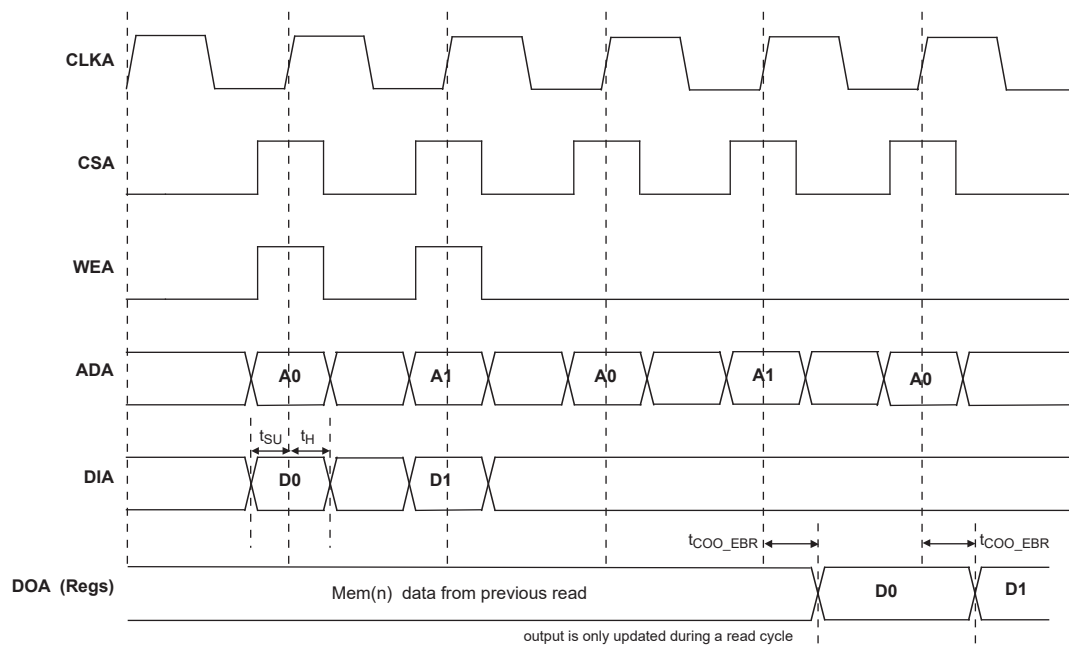 CLKA
CSA
WEA
ADA
A0
A1
A0
A1
A0
tSU
tH
DIA
D0
D1
tCOO_EBR
tCOO_EBR
DOA (Regs)
Mem(n) data from previous read
D0
D1
output is only updated during a read cycle